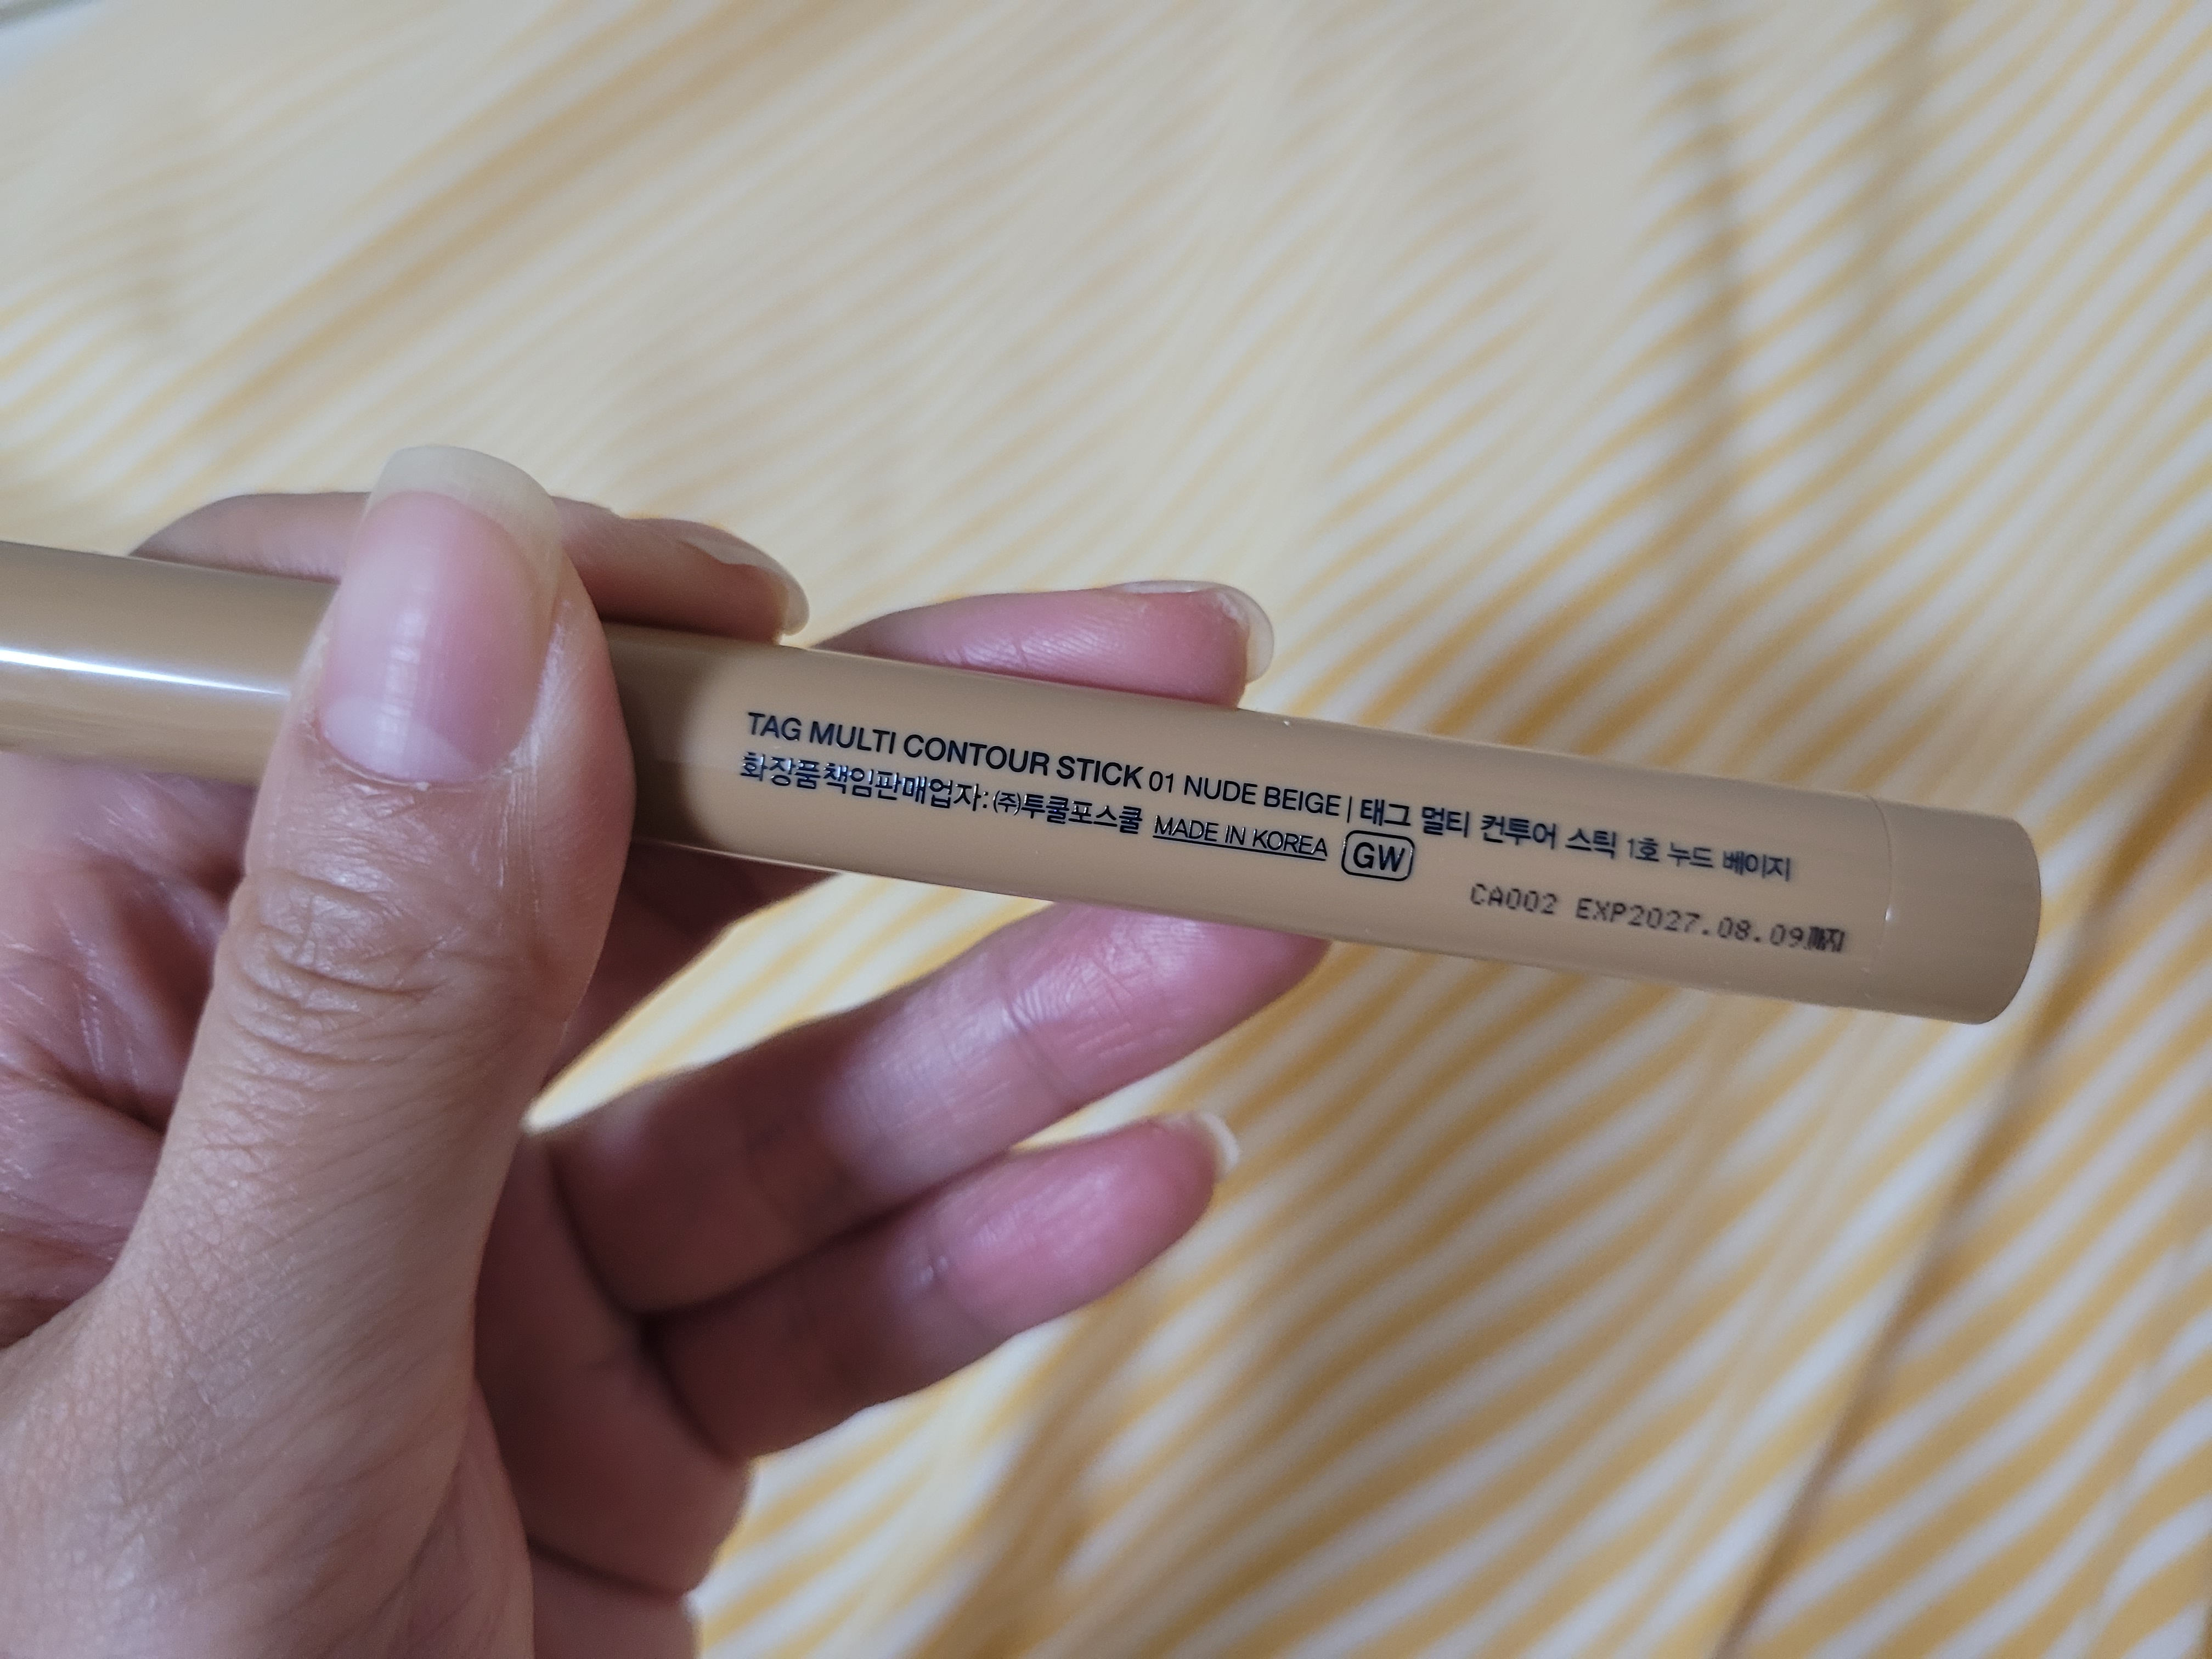 TAG MULTI CONTOUR STICK 01 NUDE BEIGE | 태그 멀티 컨투어 스틱 1호 누드 베이지
화장품책임판매업자: ㈜투쿨포스쿨 MADE IN KOREA GW
CA002 EXP2027.08.09까지